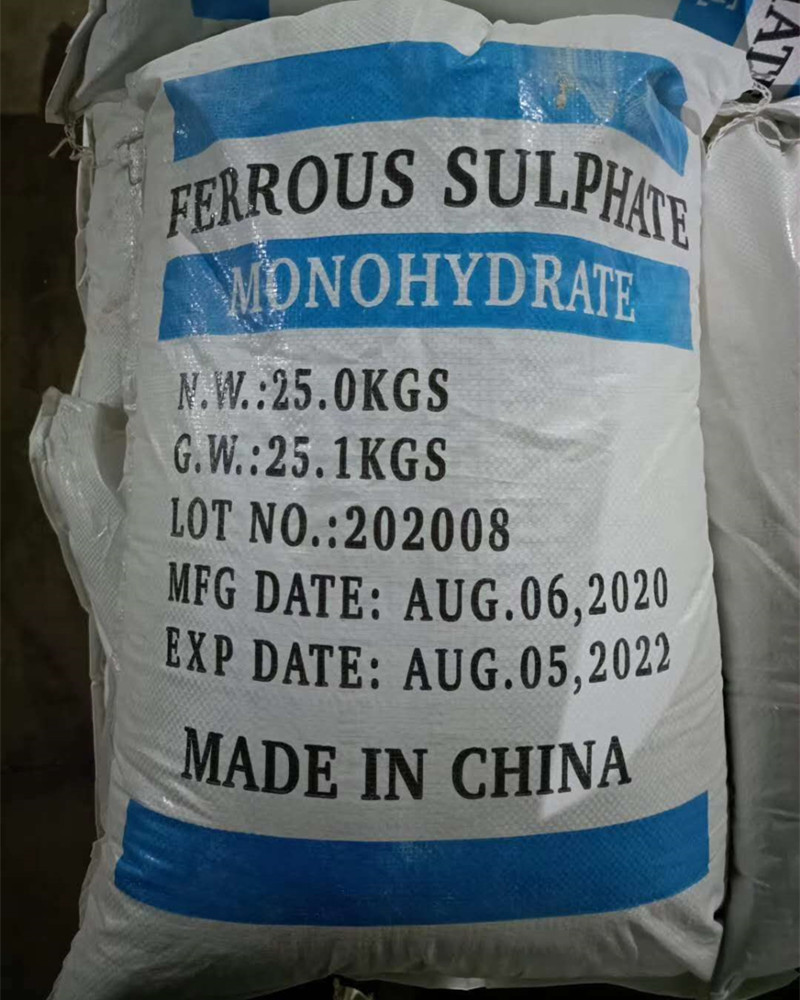 FERROUS SULPHATE
MONOHYDRATE
N.W.:25.0KGS
G.W.:25.1KGS
LOT NO.:202008
MFG DATE: AUG.06,2020
EXP DATE: AUG.05,2022
MADE IN CHINA